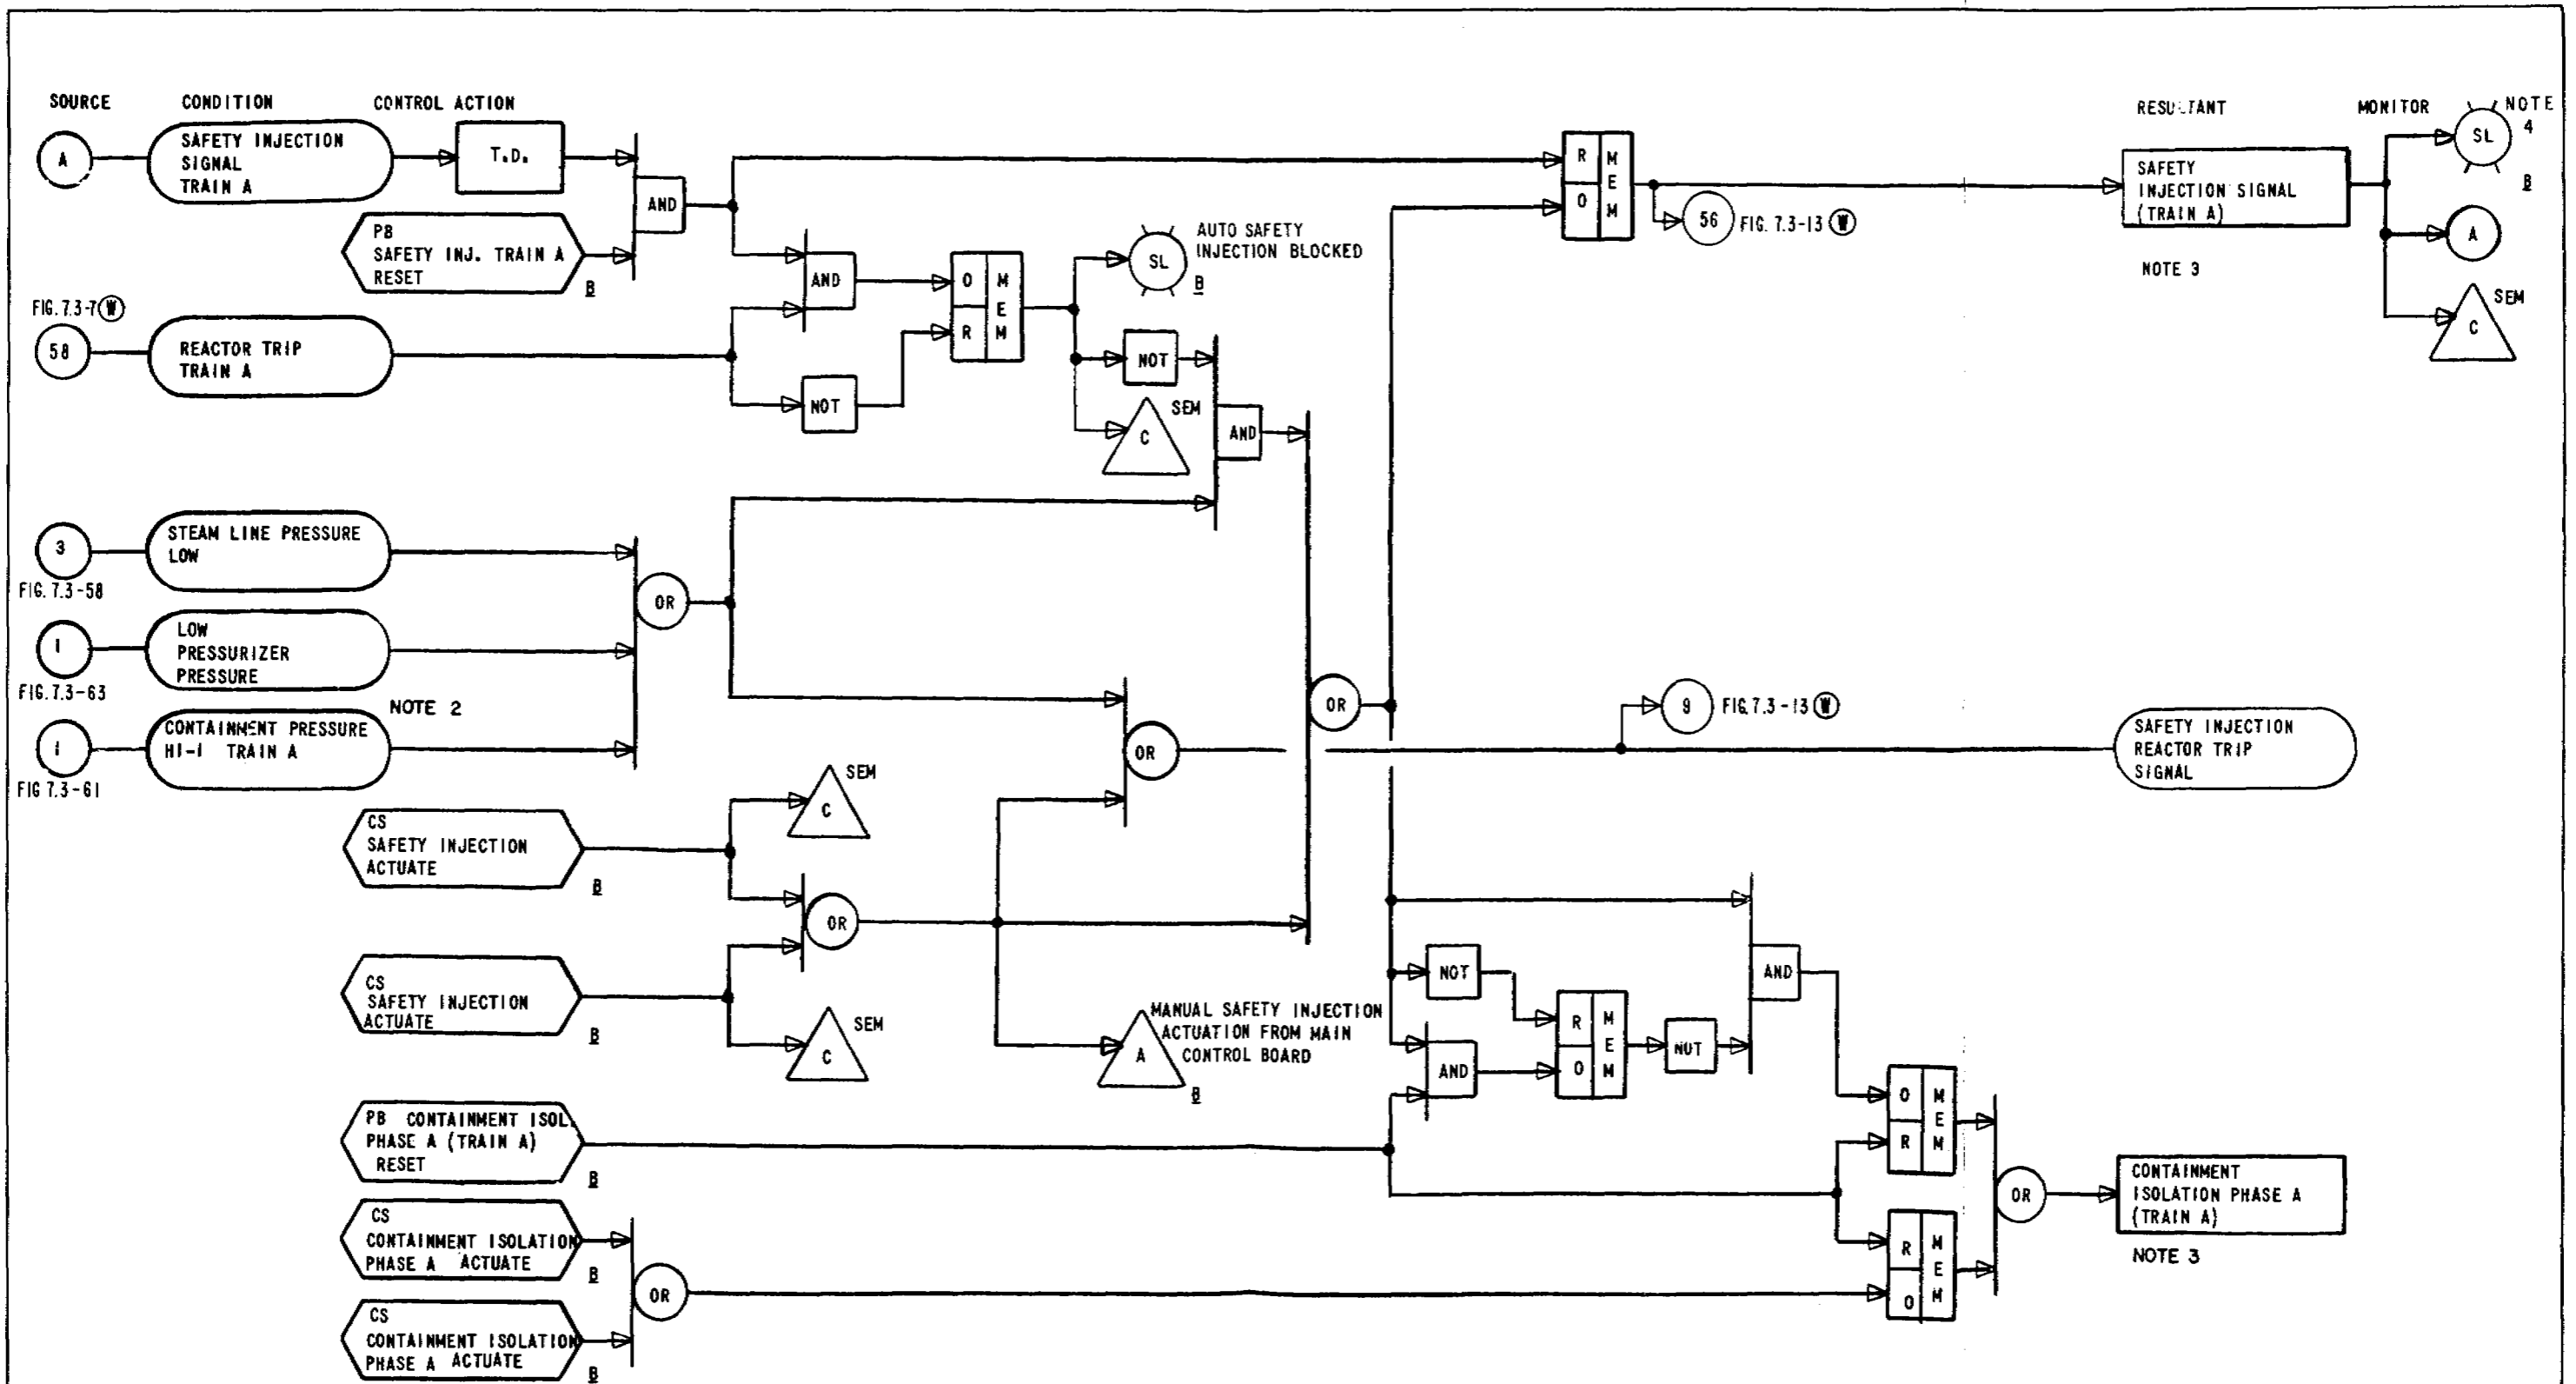 SOURCE
CONDITION
CONTROL ACTION
RESULTANT
MONITOR
NOTE
4
A
SAFETY INJECTION
SIGNAL
TRAIN A
T.D.
AND
PB
SAFETY INJ. TRAIN A
RESET
B
R
O
MEM
56
FIG. 7.3-13 W
SAFETY
INJECTION SIGNAL
(TRAIN A)
NOTE 3
SL
B
A
C
SEM
FIG. 7.3-7 W
58
REACTOR TRIP
TRAIN A
AND
NOT
O
R
MEM
SL
AUTO SAFETY
INJECTION BLOCKED
B
NOT
C
SEM
AND
3
STEAM LINE PRESSURE
LOW
FIG. 7.3-58
1
LOW
PRESSURIZER
PRESSURE
FIG. 7.3-63
NOTE 2
1
CONTAINMENT PRESSURE
HI-1 TRAIN A
FIG 7.3-61
OR
OR
OR
9
FIG. 7.3-13 W
SAFETY INJECTION
REACTOR TRIP
SIGNAL
CS
SAFETY INJECTION
ACTUATE
B
C
SEM
OR
CS
SAFETY INJECTION
ACTUATE
B
C
SEM
A
MANUAL SAFETY INJECTION
ACTUATION FROM MAIN
CONTROL BOARD
B
NOT
AND
R
O
MEM
NOT
AND
PB CONTAINMENT ISOL.
PHASE A (TRAIN A)
RESET
B
O
R
MEM
CS
CONTAINMENT ISOLATION
PHASE A ACTUATE
B
CS
CONTAINMENT ISOLATION
PHASE A ACTUATE
B
OR
R
O
MEM
OR
CONTAINMENT
ISOLATION PHASE A
(TRAIN A)
NOTE 3